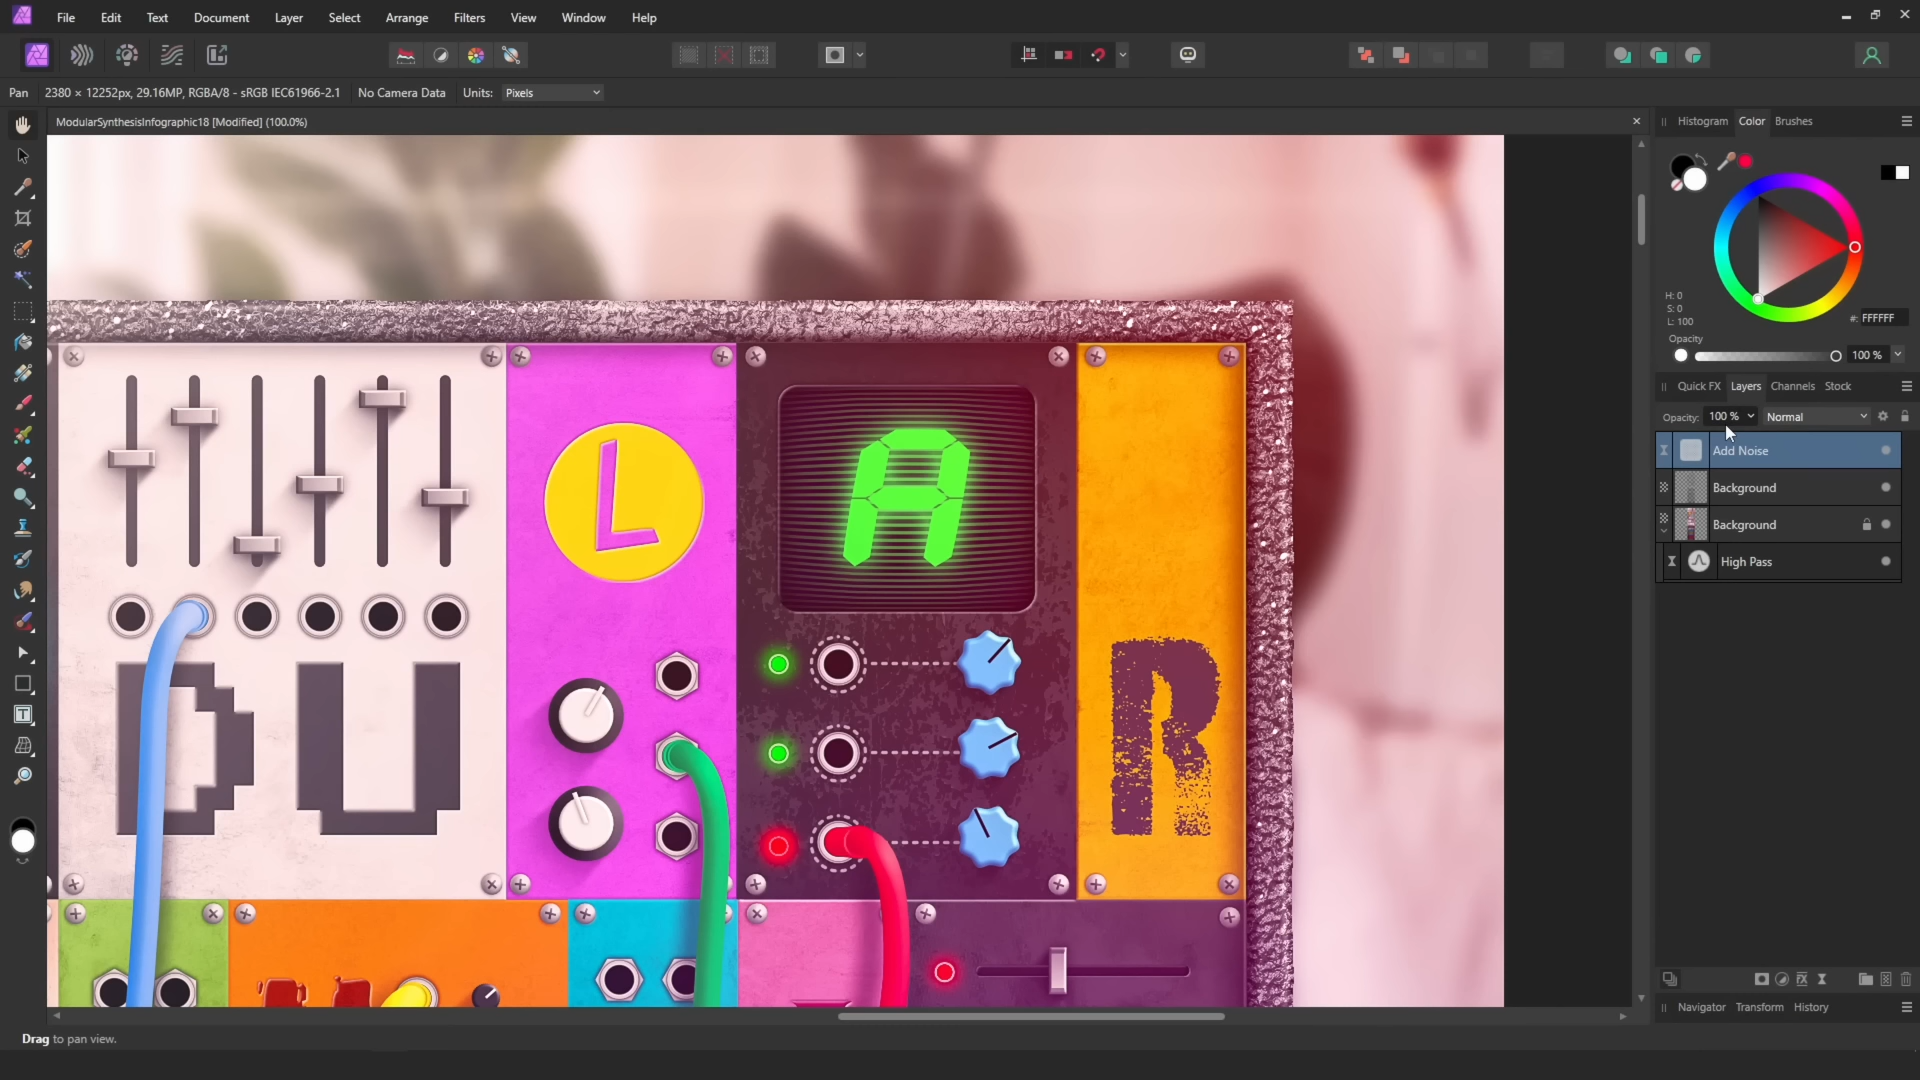 File Edit Text Document Layer Select Arrange Filters View Window Help
Pan 2380 × 12252px, 29.16MP, RGBA/8 - sRGB IEC61966-2.1 No Camera Data Units: Pixels
ModularSynthesisInfographic18 [Modified] (100.0%)
Histogram Color Brushes
H: 0
S: 0
L: 100
#: FFFFFF
Opacity
100 %
Quick FX Layers Channels Stock
Opacity: 100 % Normal
Add Noise
Background
Background
High Pass
L
A
DU
R
Navigator Transform History
Drag to pan view.